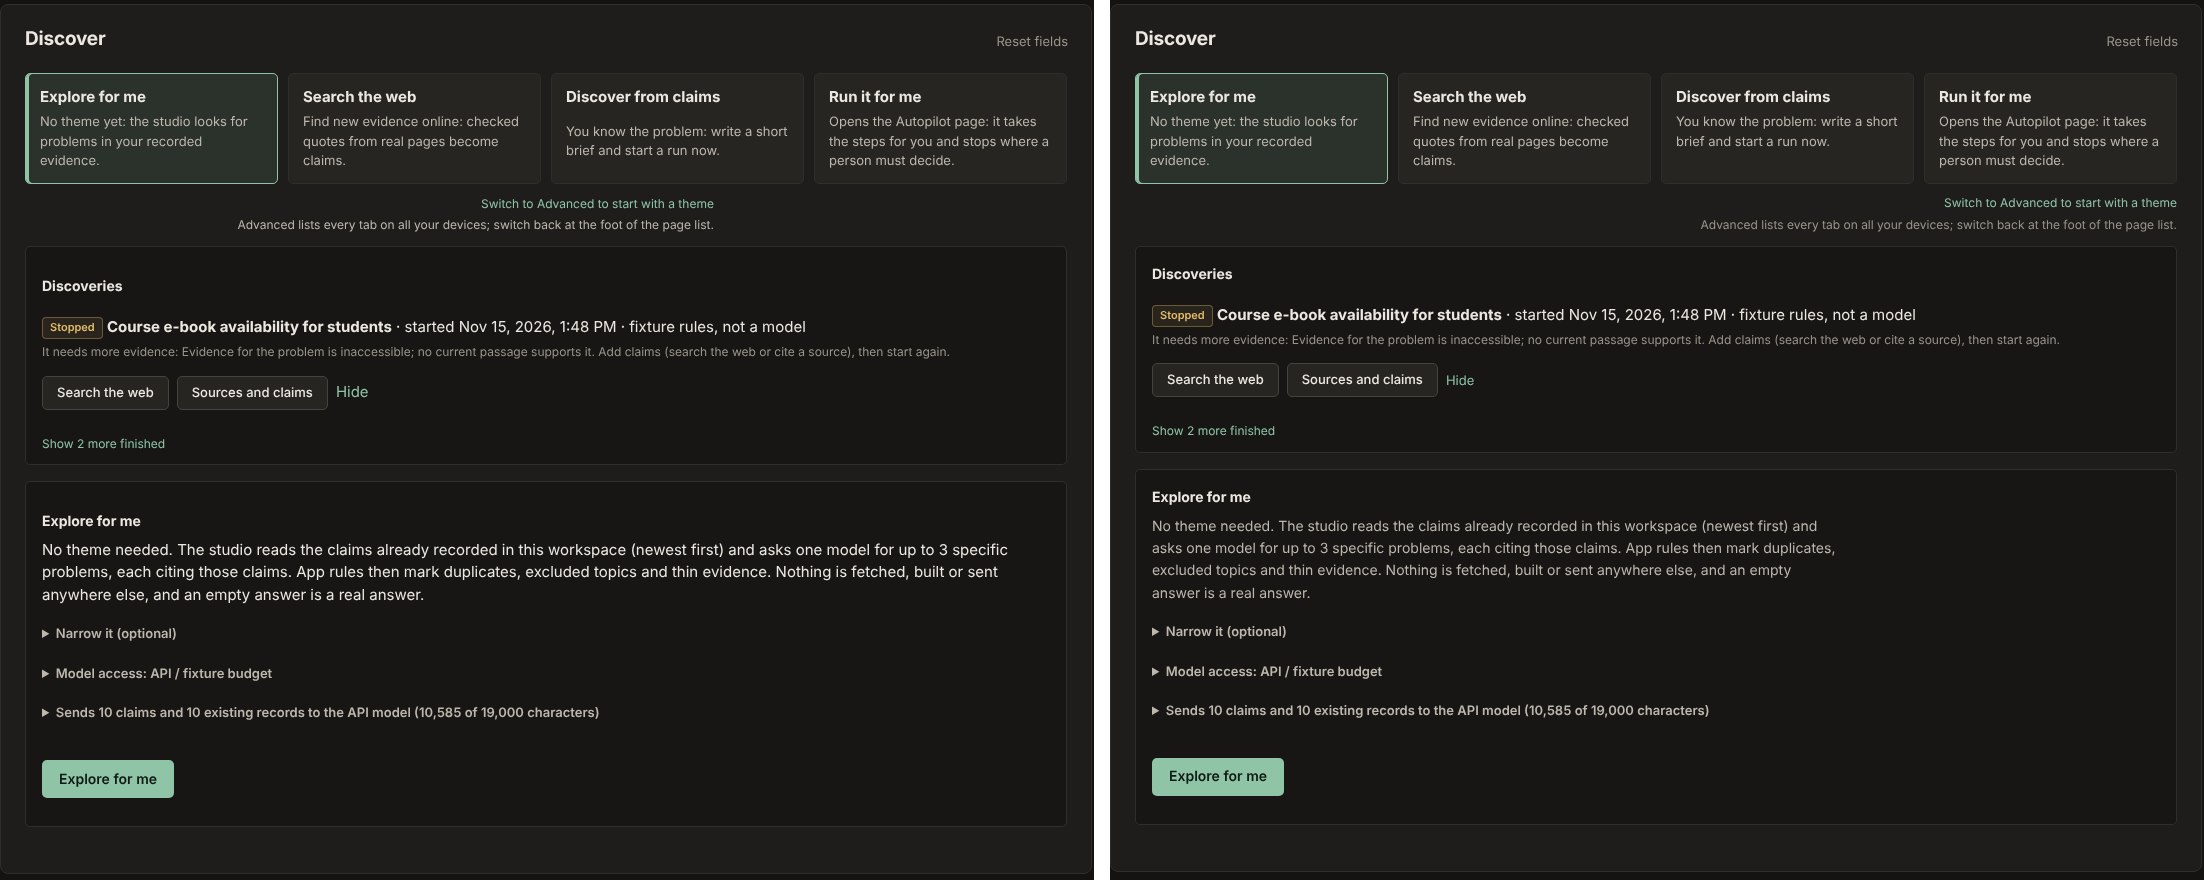 Discover
Reset fields
Explore for me
No theme yet: the studio looks for
problems in your recorded
evidence.
Search the web
Find new evidence online: checked
quotes from real pages become
claims.
Discover from claims
You know the problem: write a short
brief and start a run now.
Run it for me
Opens the Autopilot page: it takes
the steps for you and stops where a
person must decide.
Switch to Advanced to start with a theme
Advanced lists every tab on all your devices; switch back at the foot of the page list.
Discoveries
Stopped Course e-book availability for students · started Nov 15, 2026, 1:48 PM · fixture rules, not a model
It needs more evidence: Evidence for the problem is inaccessible; no current passage supports it. Add claims (search the web or cite a source), then start again.
Search the web Sources and claims Hide
Show 2 more finished
Explore for me
No theme needed. The studio reads the claims already recorded in this workspace (newest first) and asks one model for up to 3 specific
problems, each citing those claims. App rules then mark duplicates, excluded topics and thin evidence. Nothing is fetched, built or sent
anywhere else, and an empty answer is a real answer.
▶ Narrow it (optional)
▶ Model access: API / fixture budget
▶ Sends 10 claims and 10 existing records to the API model (10,585 of 19,000 characters)
Explore for me
Discover
Reset fields
Explore for me
No theme yet: the studio looks for
problems in your recorded
evidence.
Search the web
Find new evidence online: checked
quotes from real pages become
claims.
Discover from claims
You know the problem: write a short
brief and start a run now.
Run it for me
Opens the Autopilot page: it takes
the steps for you and stops where a
person must decide.
Switch to Advanced to start with a theme
Advanced lists every tab on all your devices; switch back at the foot of the page list.
Discoveries
Stopped Course e-book availability for students · started Nov 15, 2026, 1:48 PM · fixture rules, not a model
It needs more evidence: Evidence for the problem is inaccessible; no current passage supports it. Add claims (search the web or cite a source), then start again.
Search the web Sources and claims Hide
Show 2 more finished
Explore for me
No theme needed. The studio reads the claims already recorded in this workspace (newest first) and
asks one model for up to 3 specific problems, each citing those claims. App rules then mark duplicates,
excluded topics and thin evidence. Nothing is fetched, built or sent anywhere else, and an empty
answer is a real answer.
▶ Narrow it (optional)
▶ Model access: API / fixture budget
▶ Sends 10 claims and 10 existing records to the API model (10,585 of 19,000 characters)
Explore for me